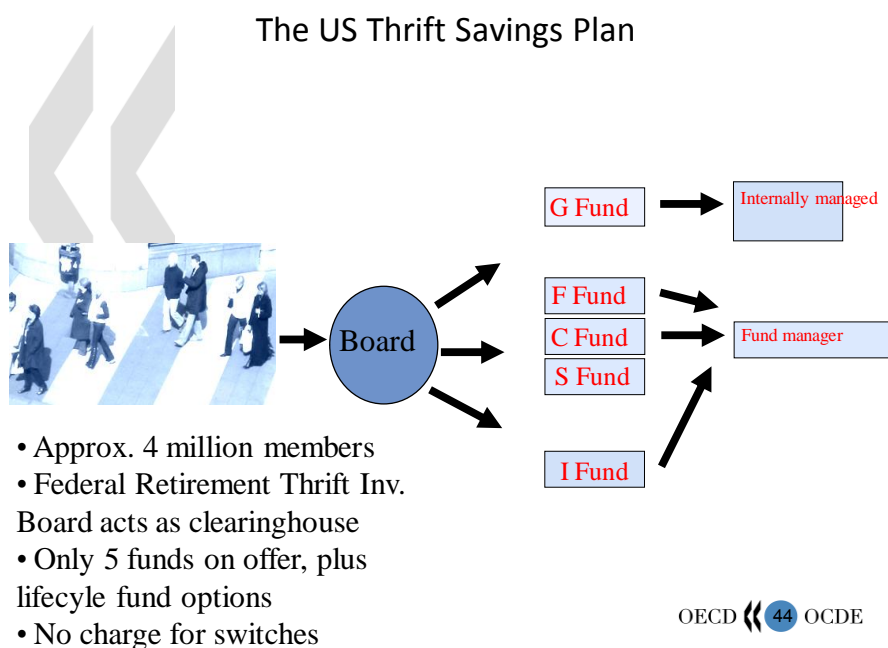 The US Thrift Savings Plan
G Fund
Internally managed
F Fund
C Fund
S Fund
I Fund
Board
Fund manager
• Approx. 4 million members
• Federal Retirement Thrift Inv.
Board acts as clearinghouse
• Only 5 funds on offer, plus
lifecyle fund options
• No charge for switches
OECD 44 OCDE